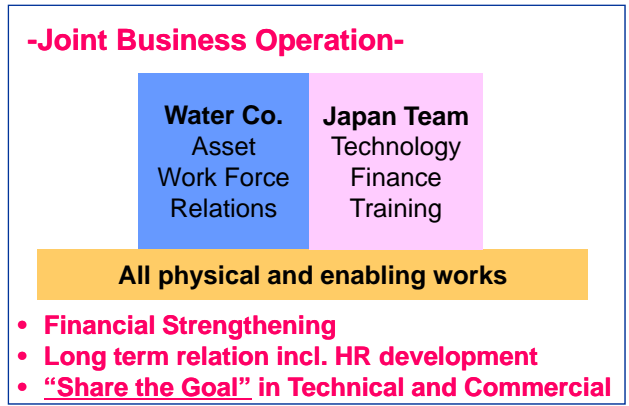 -Joint Business Operation-
Water Co.
Asset
Work Force
Relations
Japan Team
Technology
Finance
Training
All physical and enabling works
• Financial Strengthening
• Long term relation incl. HR development
• “Share the Goal” in Technical and Commercial